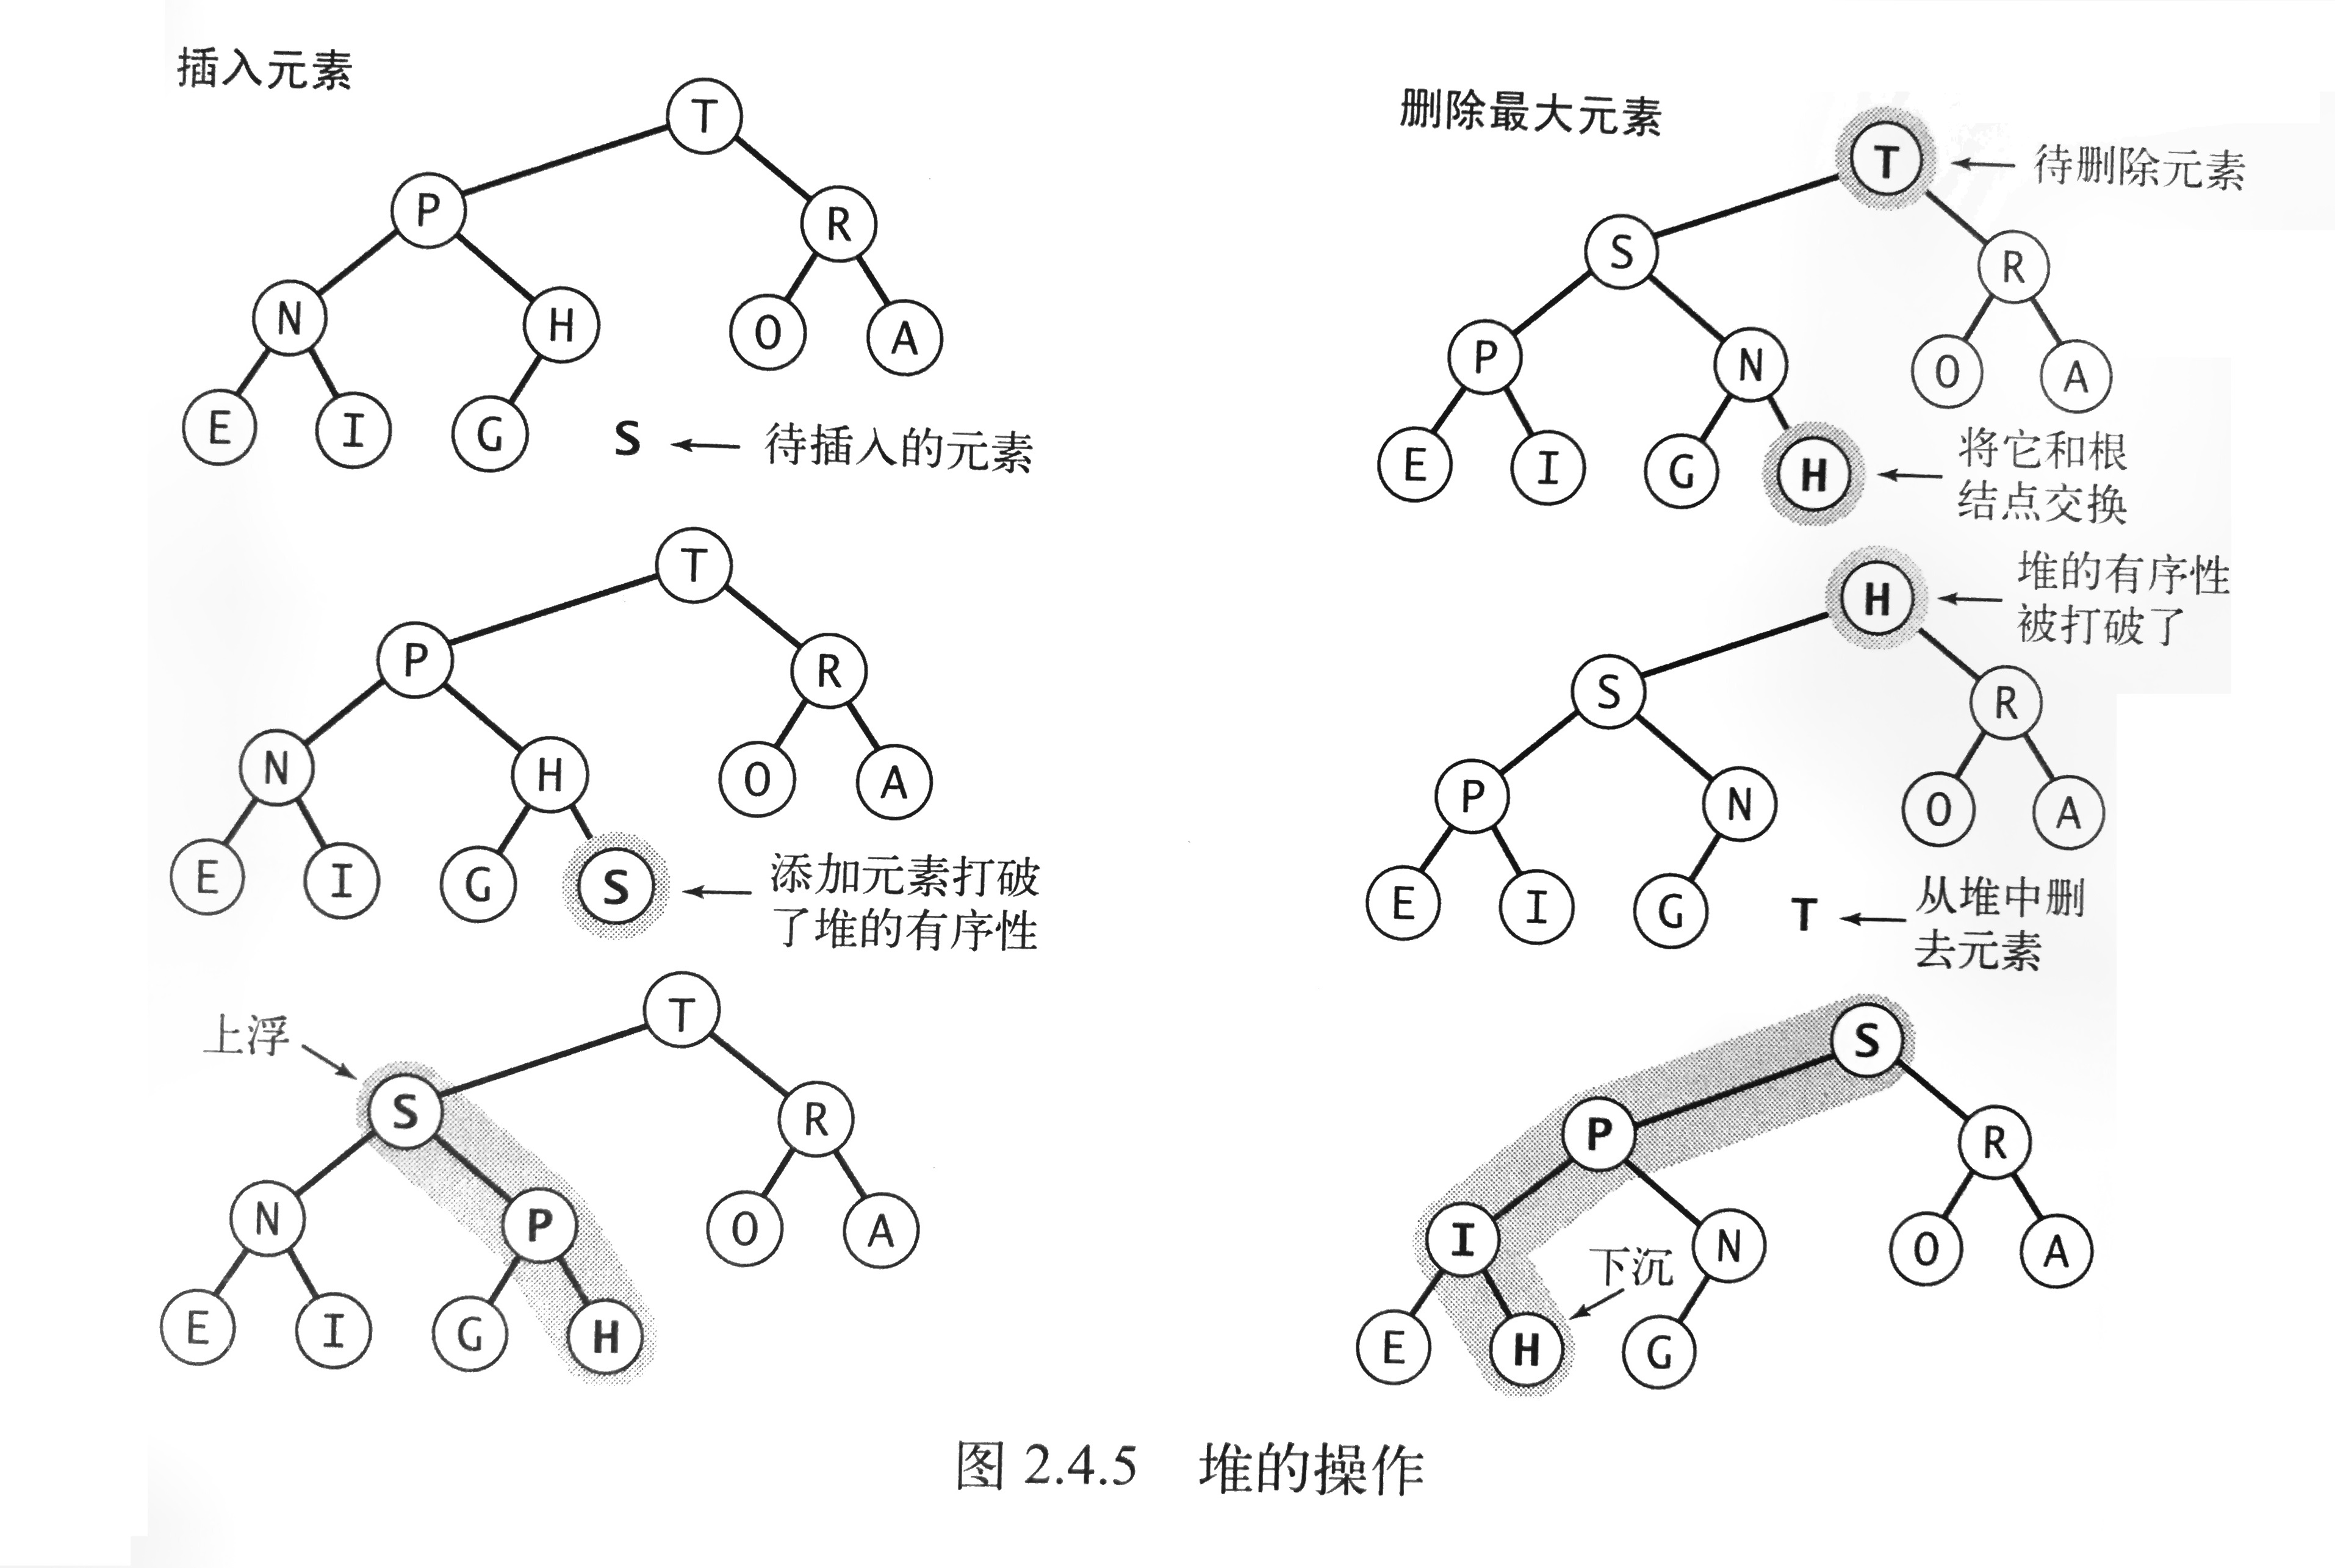 插入元素
T
P
R
N
H
O
A
E
I
G
S
待插入的元素
T
P
R
N
H
O
A
E
I
G
S
添加元素打破
了堆的有序性
上浮
T
S
R
N
P
O
A
E
I
G
H
删除最大元素
T
待删除元素
S
R
P
N
O
A
E
I
G
H
将它和根
结点交换
H
堆的有序性
被打破了
S
R
P
N
O
A
E
I
G
T
从堆中删
去元素
S
P
R
I
N
O
A
下沉
E
H
G
图 2.4.5 堆的操作